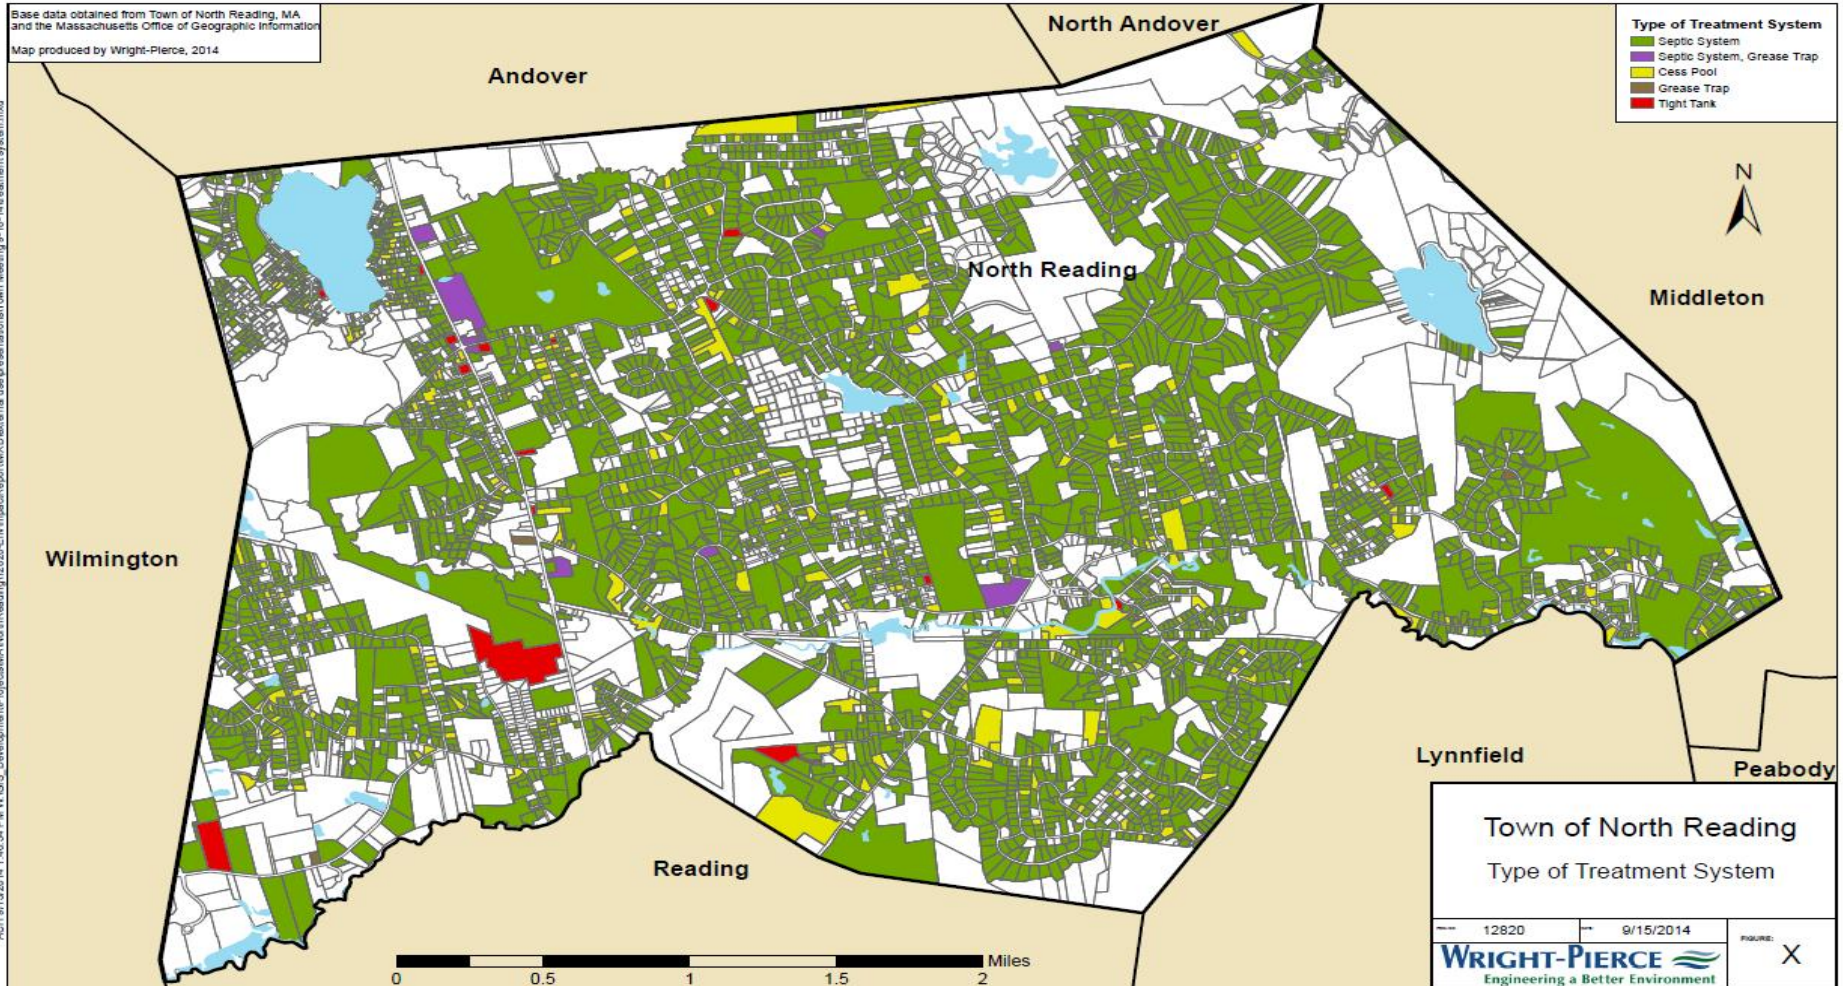 Base data obtained from Town of North Reading, MA
and the Massachusetts Office of Geographic Information
Map produced by Wright-Pierce, 2014
North Andover
Andover
Type of Treatment System
Septic System
Septic System, Grease Trap
Cess Pool
Grease Trap
Tight Tank
N
North Reading
Middleton
Wilmington
Lynnfield
Peabody
Reading
Town of North Reading
Type of Treatment System
12820
9/15/2014
FIGURE:
X
WRIGHT-PIERCE
Engineering a Better Environment
Miles
0 0.5 1 1.5 2